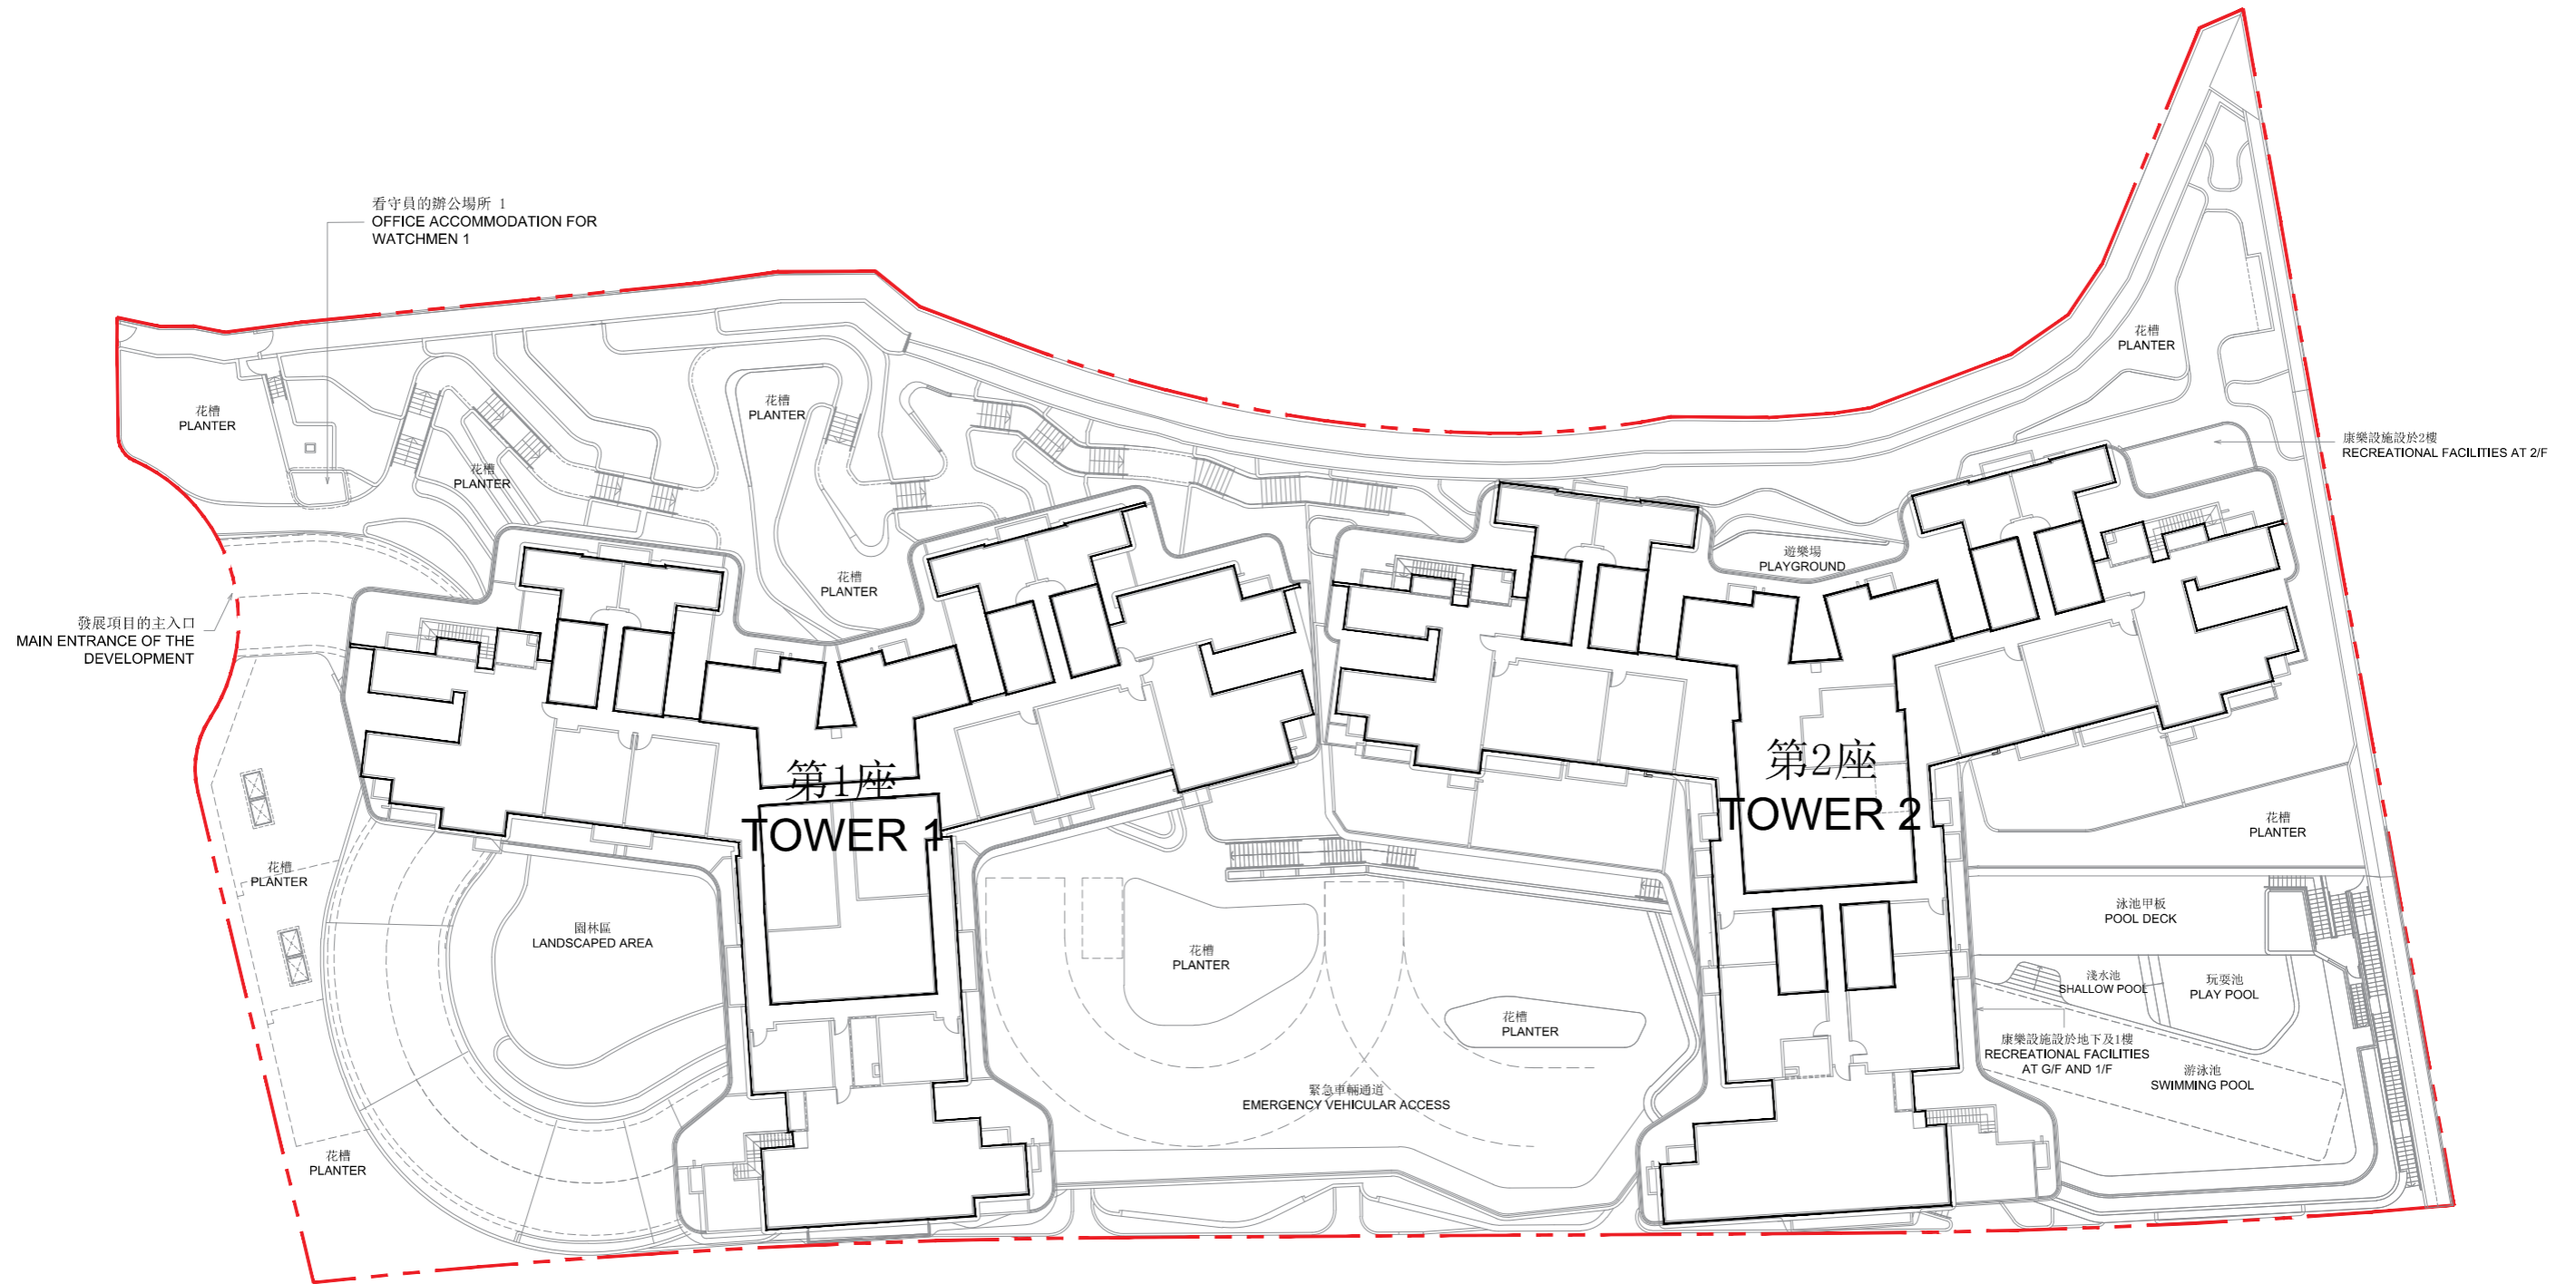 看守員的辦公場所 1
OFFICE ACCOMMODATION FOR
WATCHMEN 1
花槽
PLANTER
花槽
PLANTER
花槽
PLANTER
花槽
PLANTER
花槽
PLANTER
康樂設施設於2樓
RECREATIONAL FACILITIES AT 2/F
遊樂場
PLAYGROUND
發展項目的主入口
MAIN ENTRANCE OF THE
DEVELOPMENT
第1座
TOWER 1
第2座
TOWER 2
花槽
PLANTER
花槽
PLANTER
園林區
LANDSCAPED AREA
花槽
PLANTER
泳池甲板
POOL DECK
淺水池
SHALLOW POOL
玩耍池
PLAY POOL
花槽
PLANTER
康樂設施設於地下及1樓
RECREATIONAL FACILITIES
AT G/F AND 1/F
游泳池
SWIMMING POOL
緊急車輛通道
EMERGENCY VEHICULAR ACCESS
花槽
PLANTER